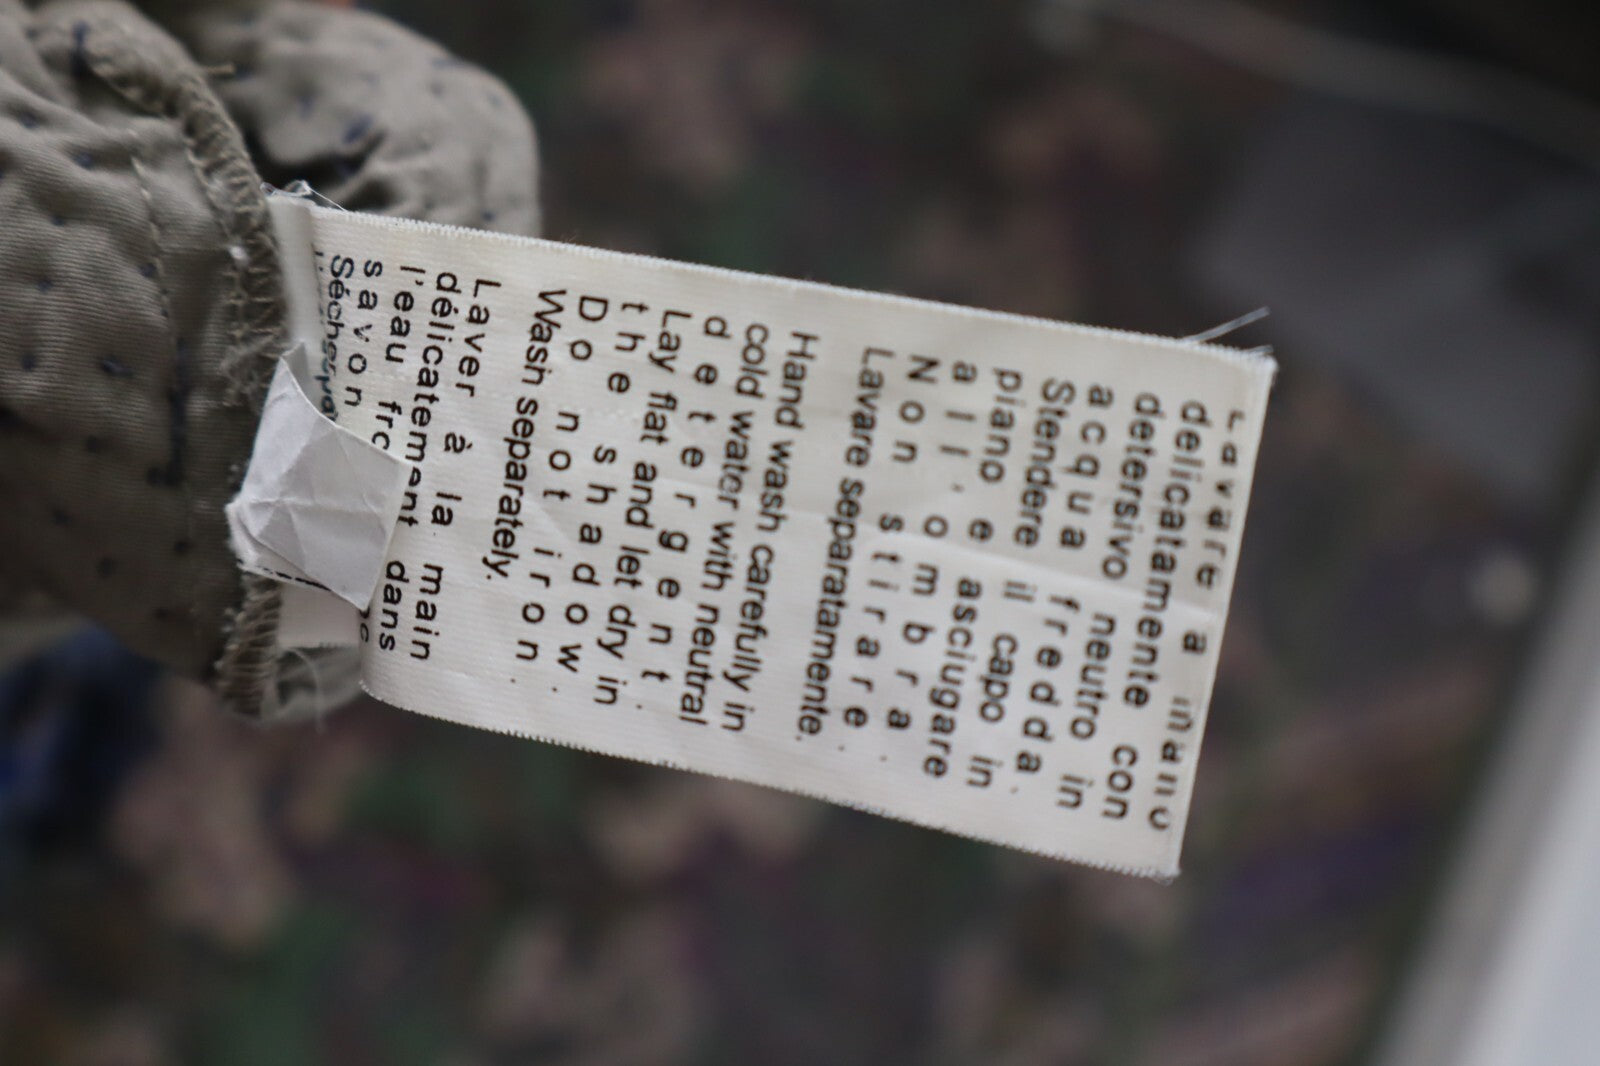 Lavare a mano
delicatamente con
detersivo neutro in
acqua fredda.
Stendere il capo in
piano e asciugare
all'ombra.
Non stirare.
Lavare separatamente.
Hand wash carefully in
cold water with neutral
detergent.
Lay flat and let dry in
the shadow.
Do not iron.
Wash separately.
Laver à la main
délicatement dans
l'eau
savon